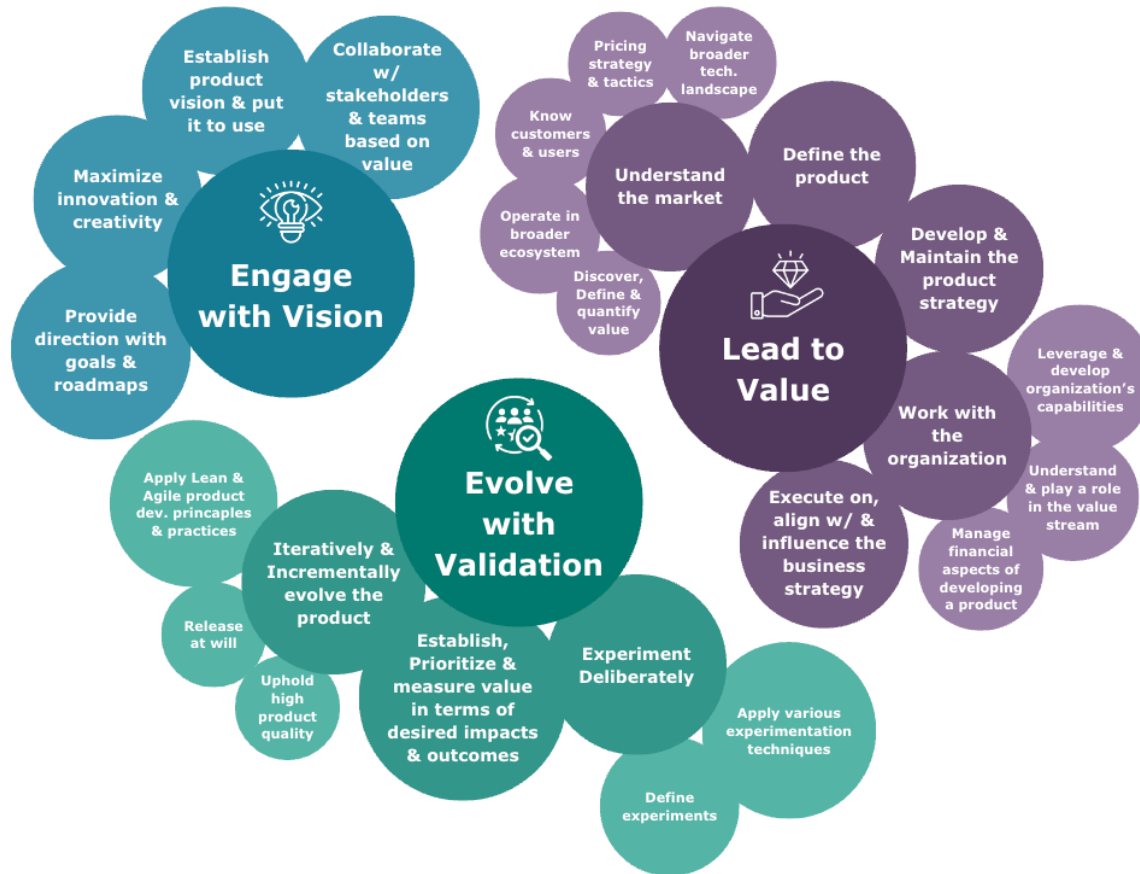 Establish
product
vision & put
it to use
Collaborate
w/
stakeholders
& teams
based on
value
Maximize
innovation &
creativity
Provide
direction with
goals &
roadmaps
Engage
with Vision
Pricing
strategy
& tactics
Navigate
broader
tech.
landscape
Know
customers
& users
Operate in
broader
ecosystem
Discover,
Define &
quantify
value
Understand
the market
Define the
product
Develop &
Maintain the
product
strategy
Lead to
Value
Work with
the
organization
Leverage &
develop
organization’s
capabilities
Understand
& play a role
in the value
stream
Manage
financial
aspects of
developing
a product
Execute on,
align w/ &
influence the
business
strategy
Evolve
with
Validation
Apply Lean &
Agile product
dev. princaples
& practices
Iteratively &
Incrementally
evolve the
product
Release
at will
Uphold
high
product
quality
Establish,
Prioritize &
measure value
in terms of
desired impacts
& outcomes
Experiment
Deliberately
Apply various
experimentation
techniques
Define
experiments